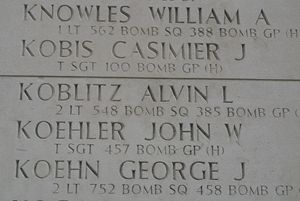 KNOWLES WILLIAM A
1 LT 562 BOMB SQ 388 BOMB GP (H)
KOBIS CASIMIER J
T SGT 100 BOMB GP (H)
KOBLITZ ALVIN L
2 LT 548 BOMB SQ 385 BOMB GP (
KOEHLER JOHN W
T SGT 457 BOMB GP (H)
KOEHN GEORGE J
2 LT 752 BOMB SQ 458 BOMB GP (